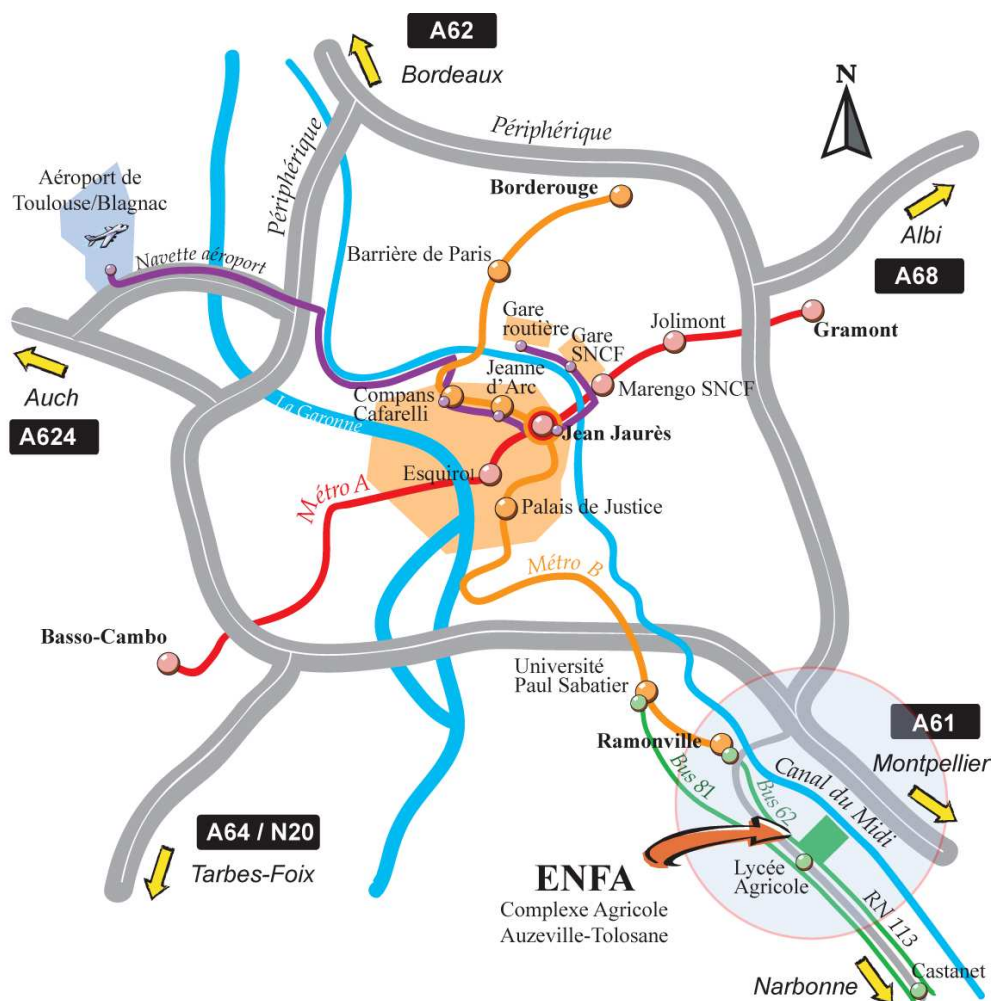 A62
Bordeaux
N
Périphérique
Périphérique
Aéroport de
Toulouse/Blagnac
Borderouge
Albi
Navette aéroport
Barrière de Paris
A68
Gare
routière
Gare
SNCF
Jolimont
Gramont
Auch
A624
Jeanne
d'Arc
Marengo SNCF
Compans
Cafarelli
La Garonne
Jean Jaurès
Esquirol
Métro A
Palais de Justice
Métro B
Basso-Cambo
Université
Paul Sabatier
Ramonville
A61
Montpellier
Bus 81
Bus 62
Canal du Midi
A64 / N20
Tarbes-Foix
ENFA
Complexe Agricole
Auzeville-Tolosane
Lycée
Agricole
RN 113
Castanet
Narbonne